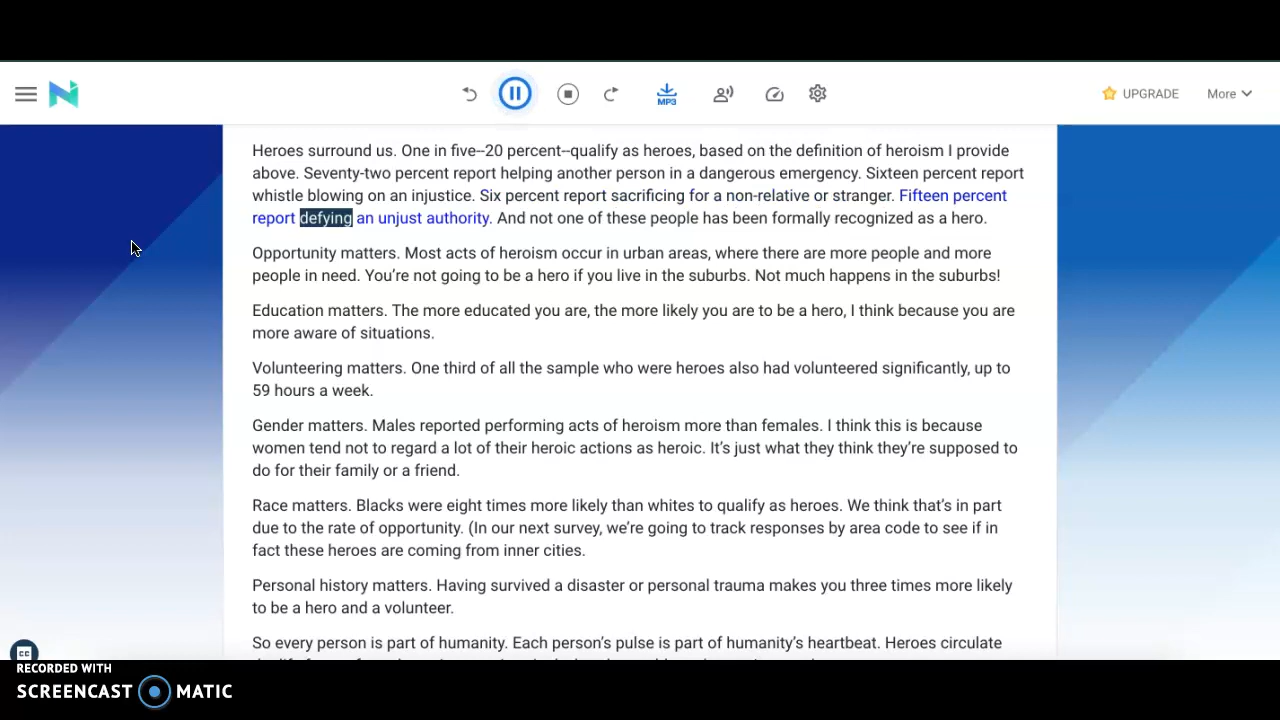 MP3
UPGRADE
More
Heroes surround us. One in five--20 percent--qualify as heroes, based on the definition of heroism I provide
above. Seventy-two percent report helping another person in a dangerous emergency. Sixteen percent report
whistle blowing on an injustice. Six percent report sacrificing for a non-relative or stranger. Fifteen percent
report defying an unjust authority. And not one of these people has been formally recognized as a hero.
Opportunity matters. Most acts of heroism occur in urban areas, where there are more people and more
people in need. You’re not going to be a hero if you live in the suburbs. Not much happens in the suburbs!
Education matters. The more educated you are, the more likely you are to be a hero, I think because you are
more aware of situations.
Volunteering matters. One third of all the sample who were heroes also had volunteered significantly, up to
59 hours a week.
Gender matters. Males reported performing acts of heroism more than females. I think this is because
women tend not to regard a lot of their heroic actions as heroic. It’s just what they think they’re supposed to
do for their family or a friend.
Race matters. Blacks were eight times more likely than whites to qualify as heroes. We think that’s in part
due to the rate of opportunity. (In our next survey, we’re going to track responses by area code to see if in
fact these heroes are coming from inner cities.
Personal history matters. Having survived a disaster or personal trauma makes you three times more likely
to be a hero and a volunteer.
So every person is part of humanity. Each person’s pulse is part of humanity’s heartbeat. Heroes circulate
CC
RECORDED WITH
SCREENCAST MATIC